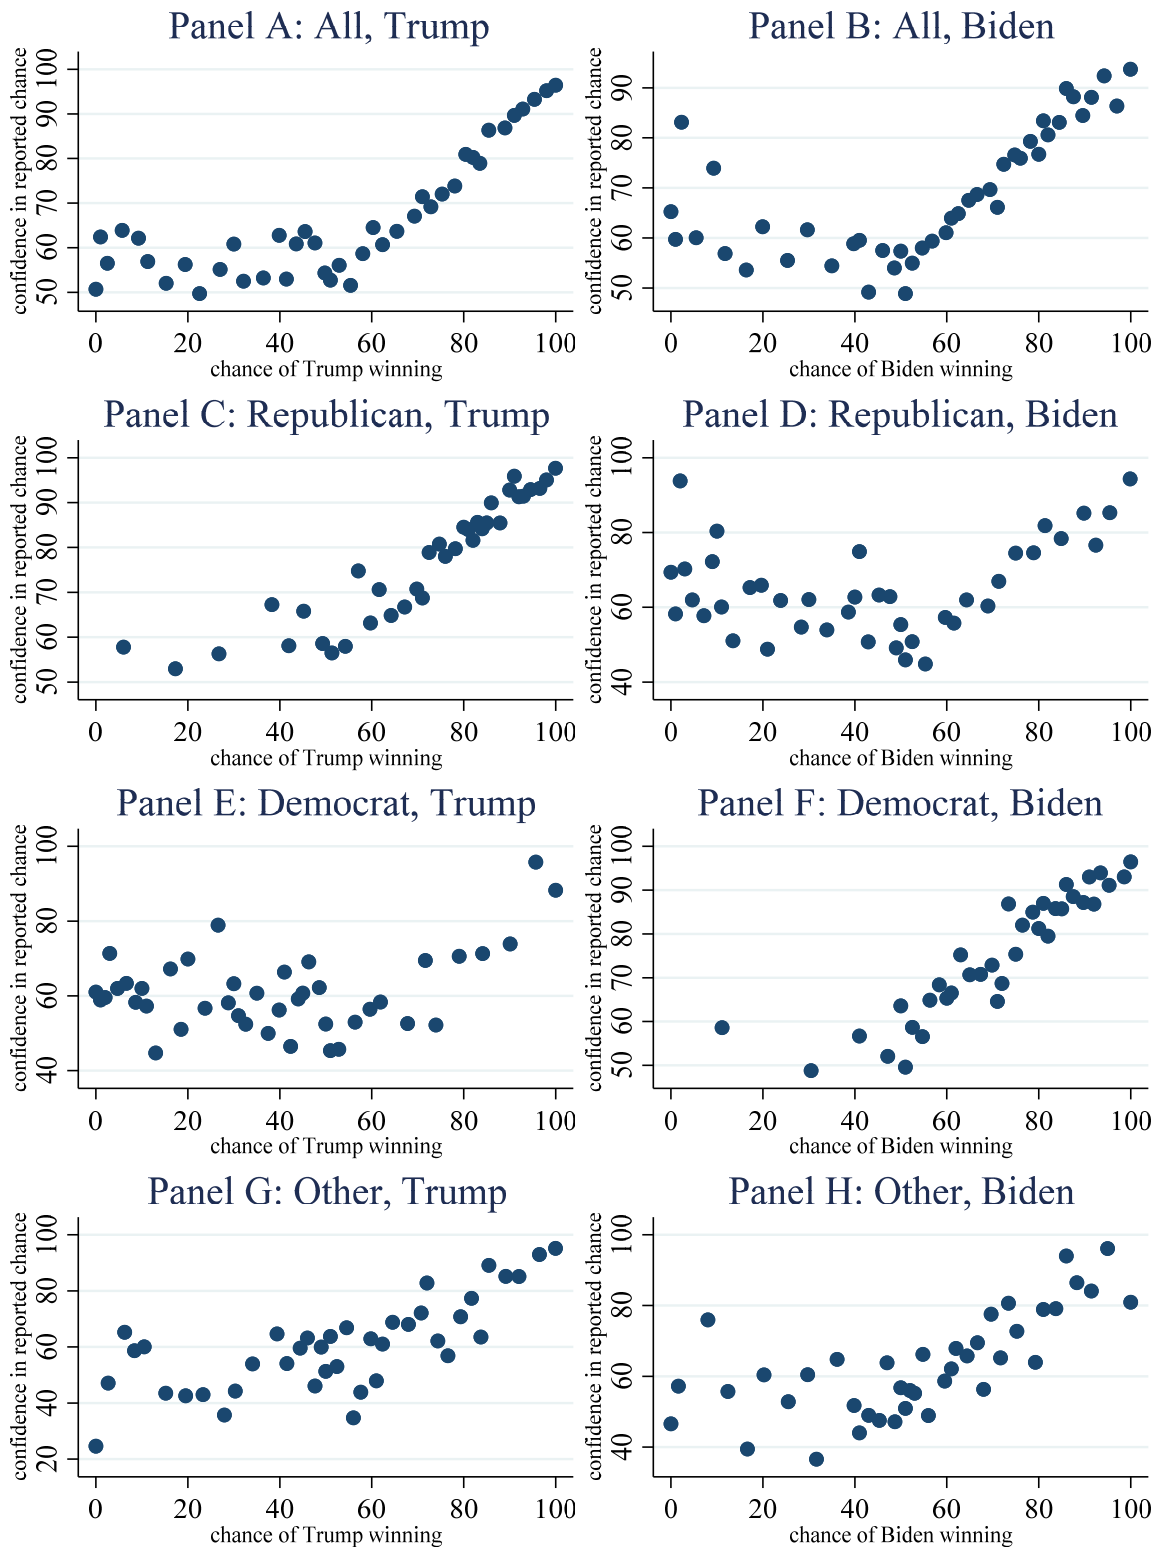 Panel A: All, Trump
confidence in reported chance
100
90
80
70
60
50
0 20 40 60 80 100
chance of Trump winning
Panel B: All, Biden
confidence in reported chance
90
80
70
60
50
0 20 40 60 80 100
chance of Biden winning
Panel C: Republican, Trump
confidence in reported chance
100
90
80
70
60
50
0 20 40 60 80 100
chance of Trump winning
Panel D: Republican, Biden
confidence in reported chance
100
80
60
40
0 20 40 60 80 100
chance of Biden winning
Panel E: Democrat, Trump
confidence in reported chance
100
80
60
40
0 20 40 60 80 100
chance of Trump winning
Panel F: Democrat, Biden
confidence in reported chance
100
90
80
70
60
50
0 20 40 60 80 100
chance of Biden winning
Panel G: Other, Trump
confidence in reported chance
100
80
60
40
20
0 20 40 60 80 100
chance of Trump winning
Panel H: Other, Biden
confidence in reported chance
100
80
60
40
0 20 40 60 80 100
chance of Biden winning